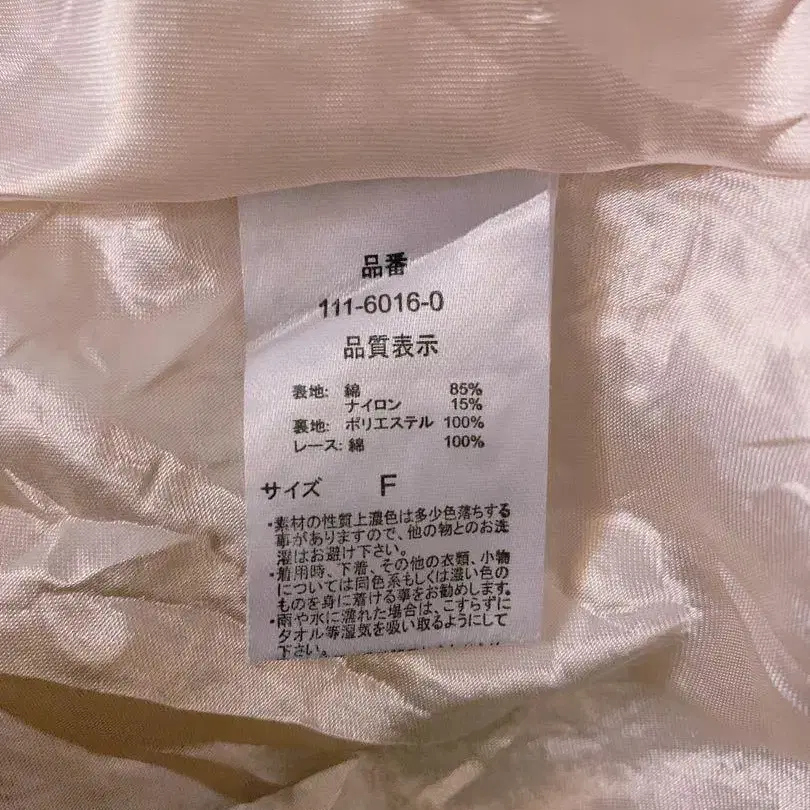 品番
111-6016-0
品質表示
表地: 綿 85%
ナイロン 15%
裏地: ポリエステル 100%
レース: 綿 100%
サイズ F
・素材の性質上濃色は多少色落ちする
事がありますので、他の物とのお洗
濯はお避け下さい。
・着用時、下着、その他の衣類、小物
については同色系もしくは濃い色の
ものを身に着ける事をお勧めします。
・雨や水に濡れた場合は、こすらずに
タオル等湿気を吸い取るようにして
下さい。